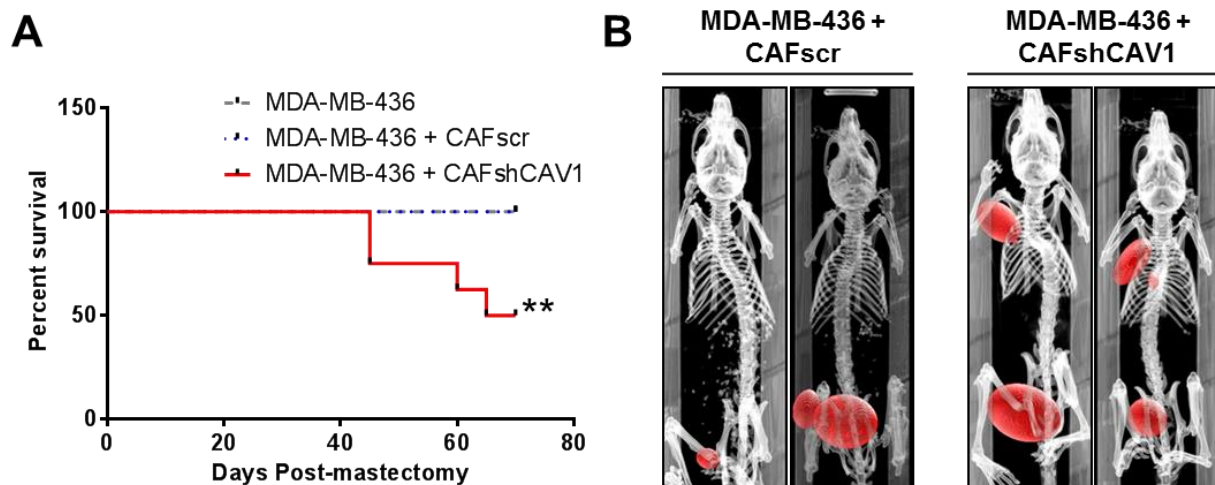 A
MDA-MB-436
MDA-MB-436 + CAFscr
MDA-MB-436 + CAFshCAV1
Percent survival
150
100
50
0
**
0 20 40 60 80
Days Post-mastectomy
B
MDA-MB-436 +
CAFscr
MDA-MB-436 +
CAFshCAV1